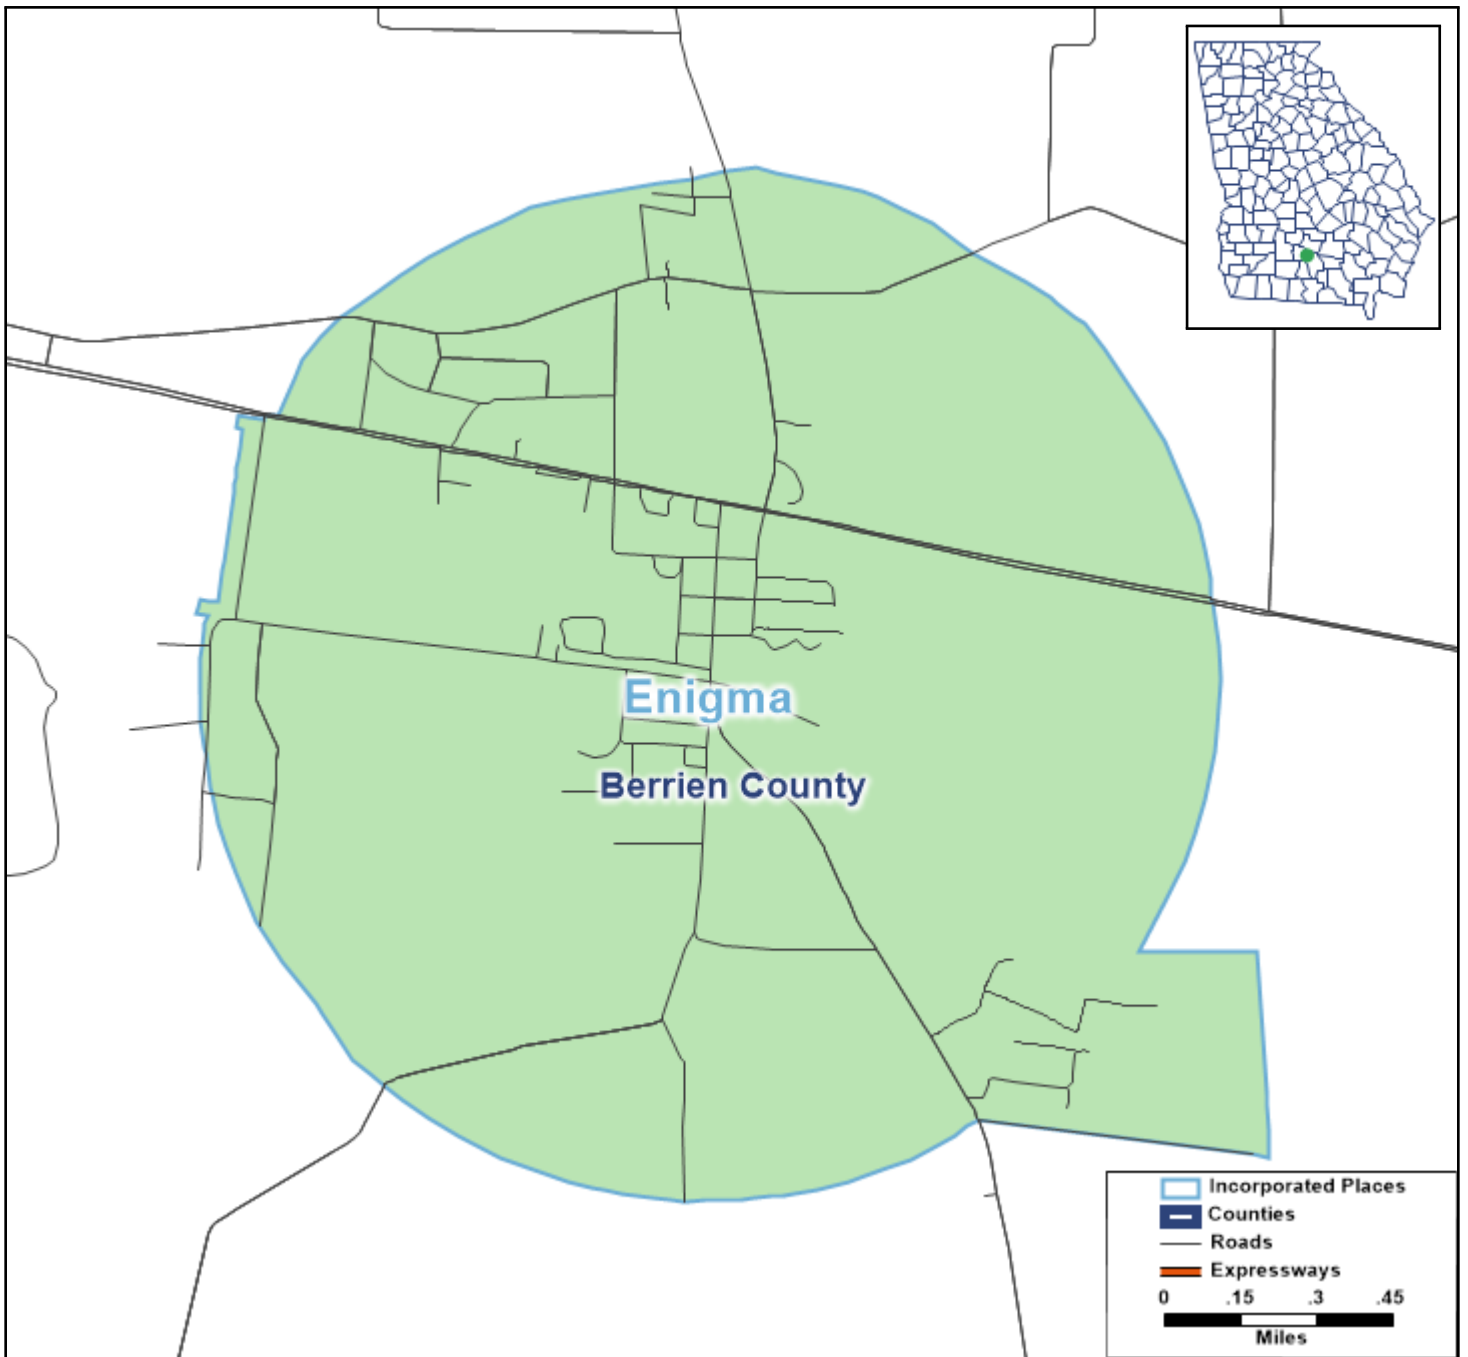 Enigma
Berrien County
Incorporated Places
Counties
Roads
Expressways
0 .15 .3 .45
Miles